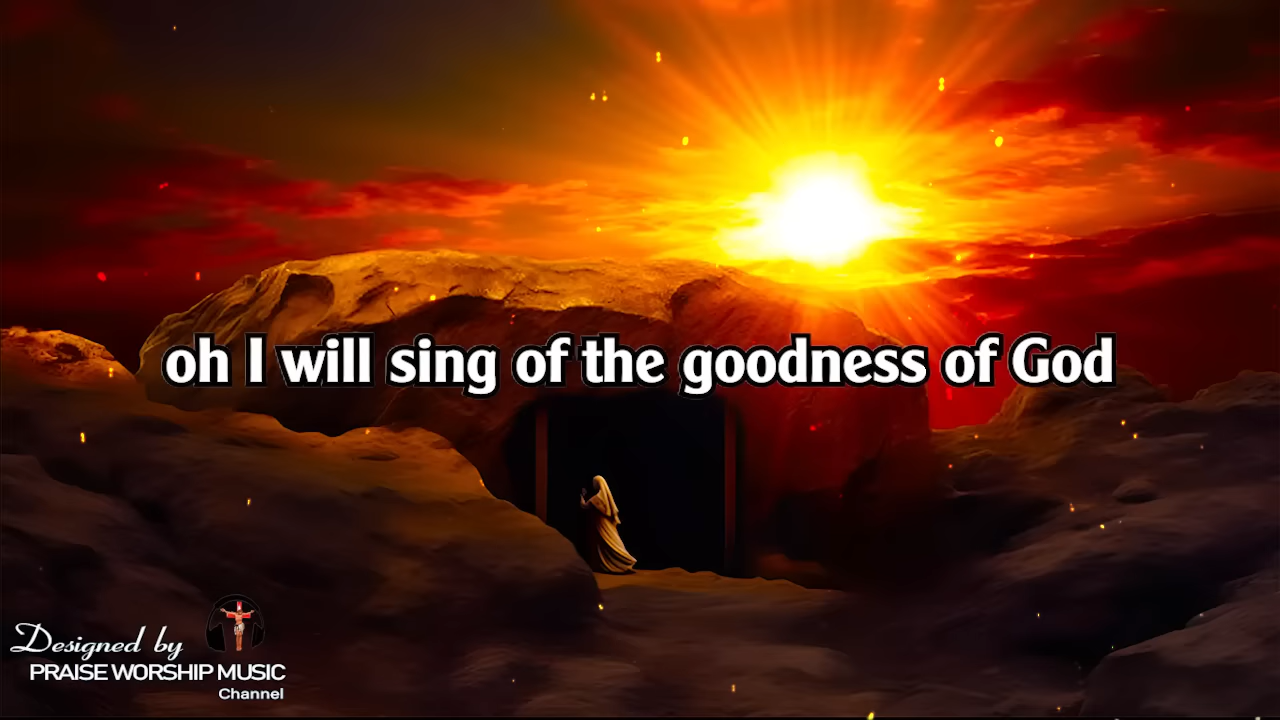 oh I will sing of the goodness of God
Designed by
PRAISE WORSHIP MUSIC
Channel